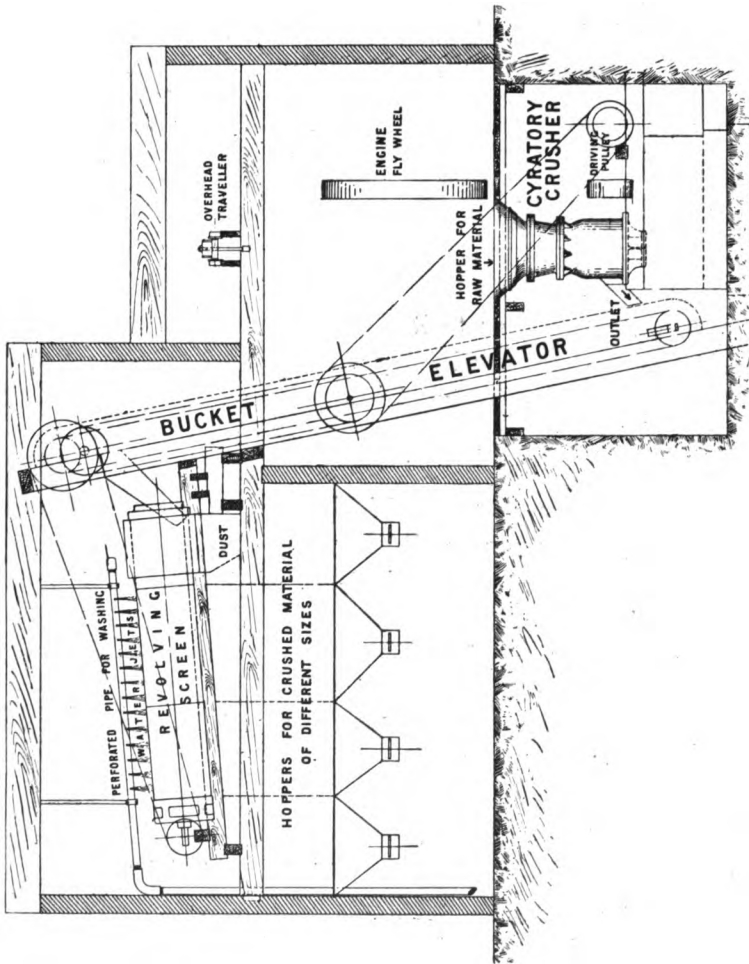 OVERHEAD
TRAVELLER
PERFORATED PIPE FOR WASHING
WATER JETS
REVOLVING
SCREEN
DUST
BUCKET ELEVATOR
ENGINE
FLY WHEEL
HOPPERS FOR CRUSHED MATERIAL
OF DIFFERENT SIZES
HOPPER FOR
RAW MATERIAL
CYRATORY
CRUSHER
DRIVING
PULLEY
OUTLET